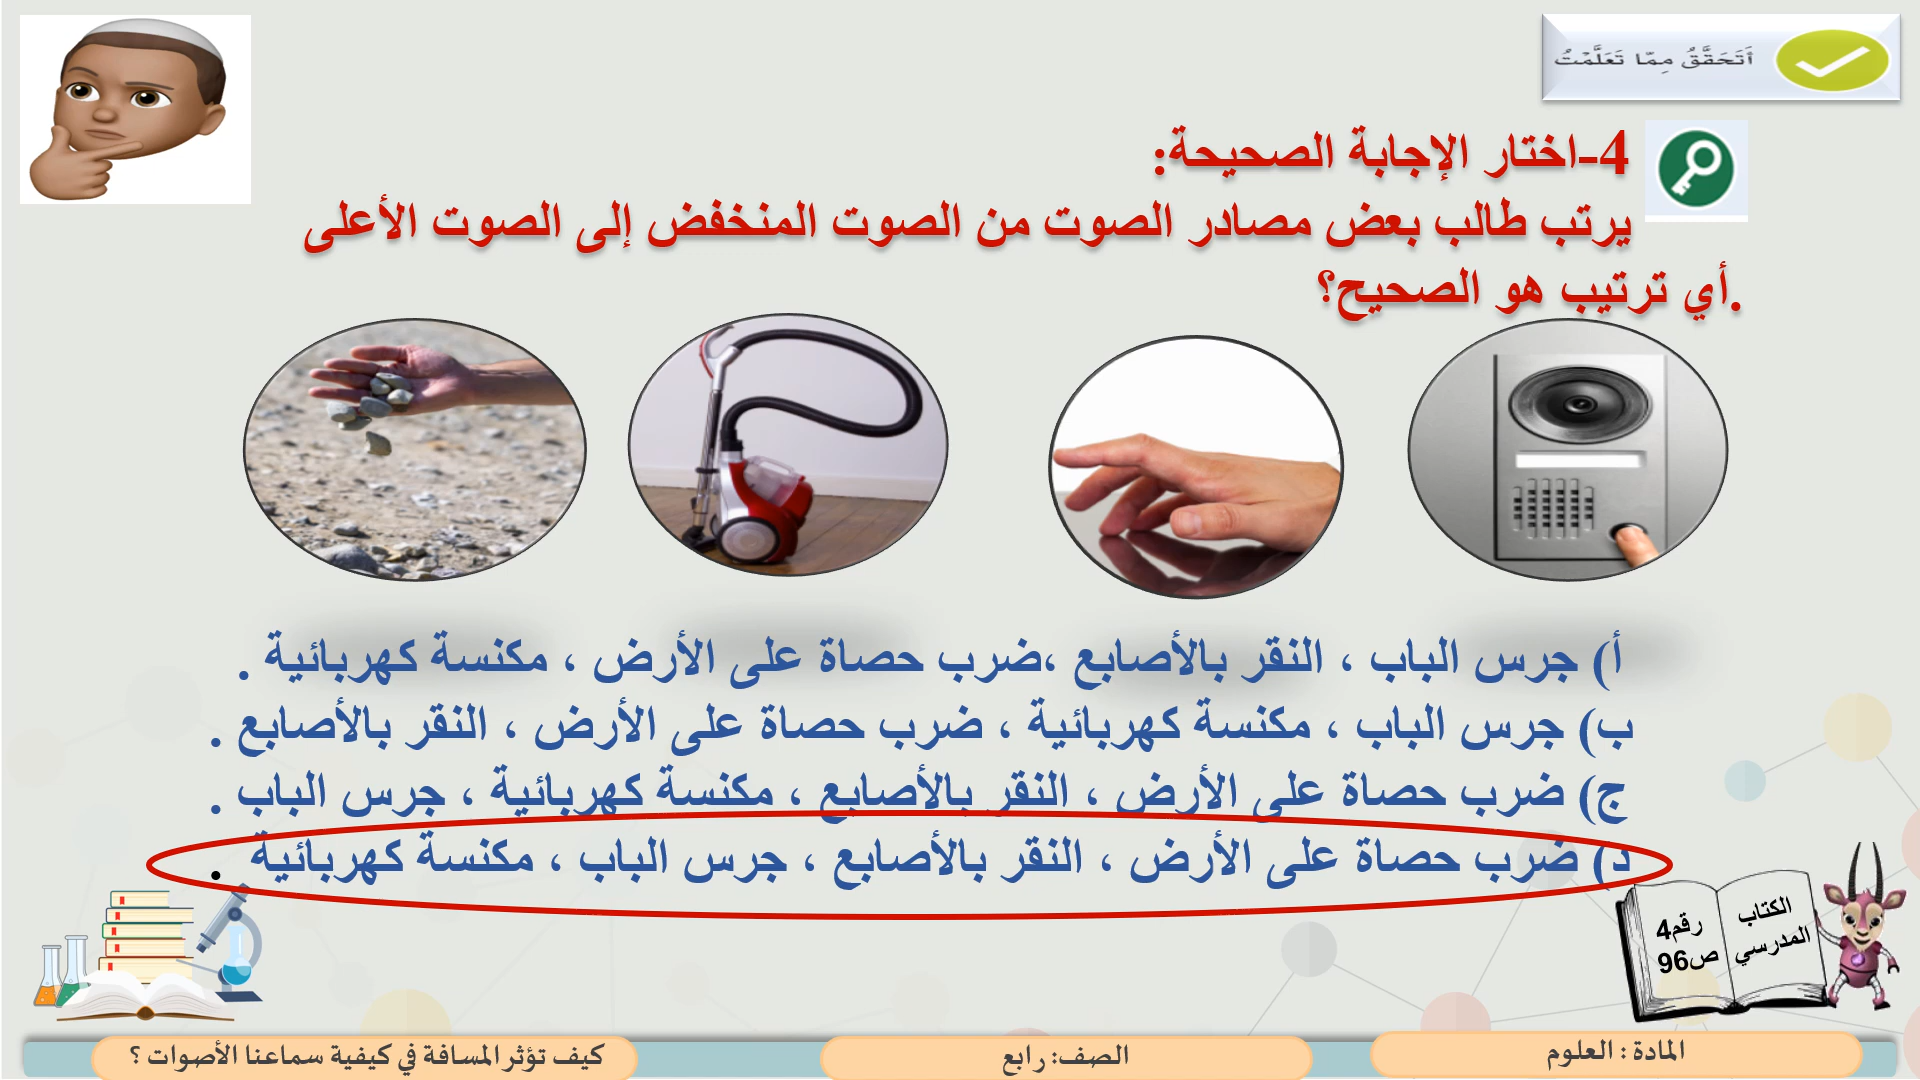 أَتَحَقَّقُ مِمّا تَعَلَّمْتُ
4-اختار الإجابة الصحيحة:
يرتب طالب بعض مصادر الصوت من الصوت المنخفض إلى الصوت الأعلى
.أي ترتيب هو الصحيح؟
أ) جرس الباب ، النقر بالأصابع ،ضرب حصاة على الأرض ، مكنسة كهربائية .
ب) جرس الباب ، مكنسة كهربائية ، ضرب حصاة على الأرض ، النقر بالأصابع .
ج) ضرب حصاة على الأرض ، النقر بالأصابع ، مكنسة كهربائية ، جرس الباب .
د) ضرب حصاة على الأرض ، النقر بالأصابع ، جرس الباب ، مكنسة كهربائية .
الكتاب
المدرسي
رقم4
ص96
المادة : العلوم
الصف: رابع
كيف تؤثر المسافة في كيفية سماعنا الأصوات ؟